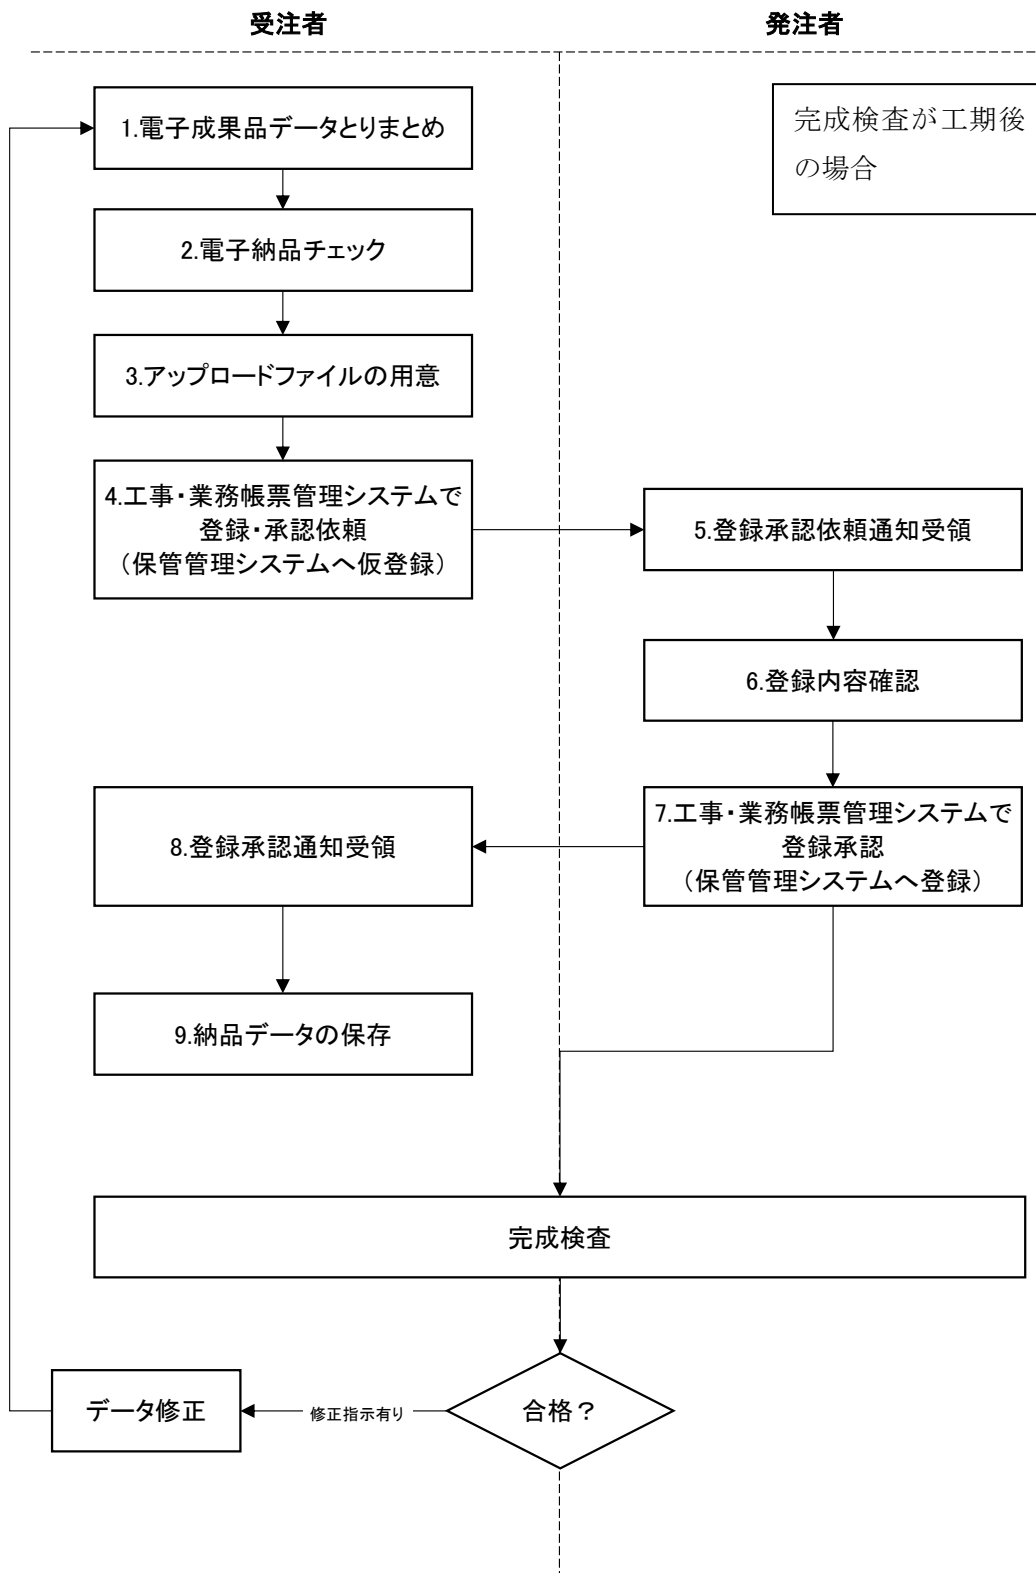 受注者
発注者
完成検査が工期後
の場合
1.電子成果品データとりまとめ
2.電子納品チェック
3.アップロードファイルの用意
4.工事・業務帳票管理システムで
登録・承認依頼
（保管管理システムへ仮登録）
5.登録承認依頼通知受領
6.登録内容確認
7.工事・業務帳票管理システムで
登録承認
（保管管理システムへ登録）
8.登録承認通知受領
9.納品データの保存
完成検査
合格？
修正指示有り
データ修正